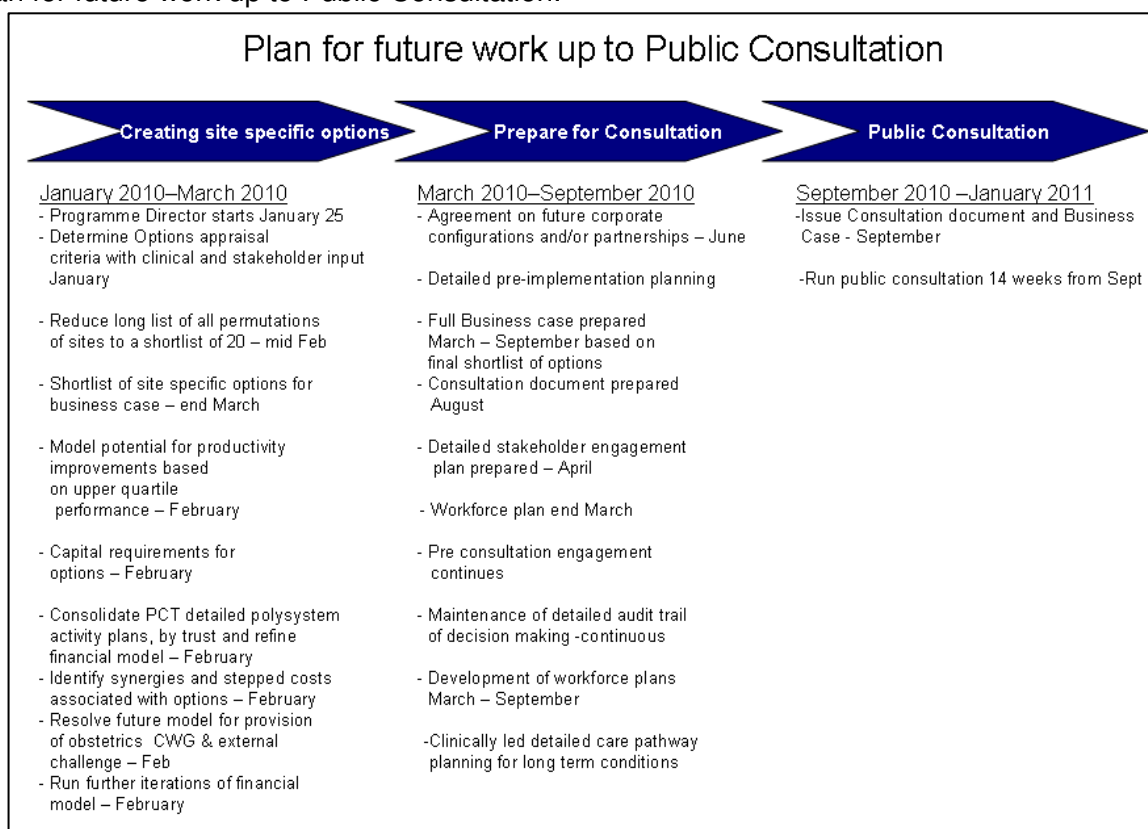 Plan for future work up to Public Consultation
Creating site specific options
Prepare for Consultation
Public Consultation
January 2010–March 2010
- Programme Director starts January 25
- Determine Options appraisal
criteria with clinical and stakeholder input
January
- Reduce long list of all permutations
of sites to a shortlist of 20 – mid Feb
- Shortlist of site specific options for
business case – end March
- Model potential for productivity
improvements based
on upper quartile
performance – February
- Capital requirements for
options – February
- Consolidate PCT detailed polysystem
activity plans, by trust and refine
financial model – February
- Identify synergies and stepped costs
associated with options – February
- Resolve future model for provision
of obstetrics CWG & external
challenge – Feb
- Run further iterations of financial
model – February
March 2010–September 2010
- Agreement on future corporate
configurations and/or partnerships – June
- Detailed pre-implementation planning
- Full Business case prepared
March – September based on
final shortlist of options
- Consultation document prepared
August
- Detailed stakeholder engagement
plan prepared – April
- Workforce plan end March
- Pre consultation engagement
continues
- Maintenance of detailed audit trail
of decision making -continuous
- Development of workforce plans
March – September
-Clinically led detailed care pathway
planning for long term conditions
September 2010 –January 2011
-Issue Consultation document and Business
Case - September
-Run public consultation 14 weeks from Sept